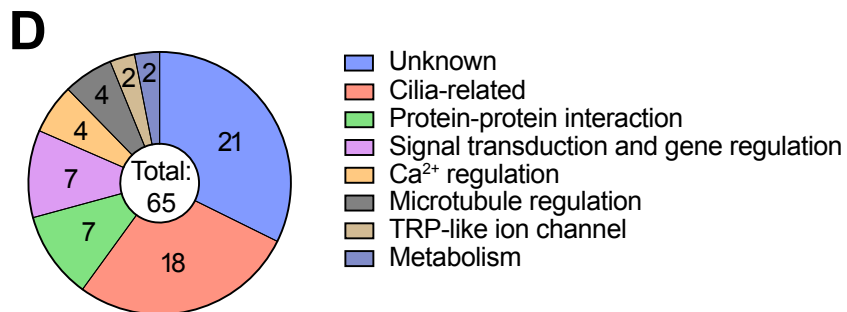 D
21
18
7
7
4
4
2
2
Total:
65
Unknown
Cilia-related
Protein-protein interaction
Signal transduction and gene regulation
Ca²⁺ regulation
Microtubule regulation
TRP-like ion channel
Metabolism